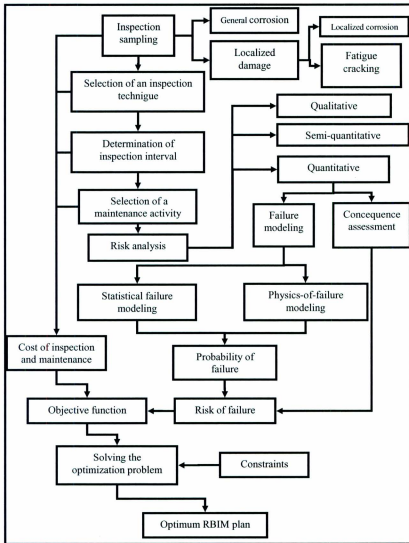 Inspection
sampling
General corrosion
Localized corrosion
Localized
damage
Fatigue
cracking
Selection of an inspection
technigue
Qualitative
Semi-quantitative
Determination of
inspection interval
Quantitative
Selection of a
maintenance activity
Failure
modeling
Concequence
assessment
Risk analysis
Statistical failure
modeling
Physics-of-failure
modeling
Cost of inspection
and maintenance
Probability of
failure
Objective function
Risk of failure
Solving the
optimization problem
Constraints
Optimum RBIM plan